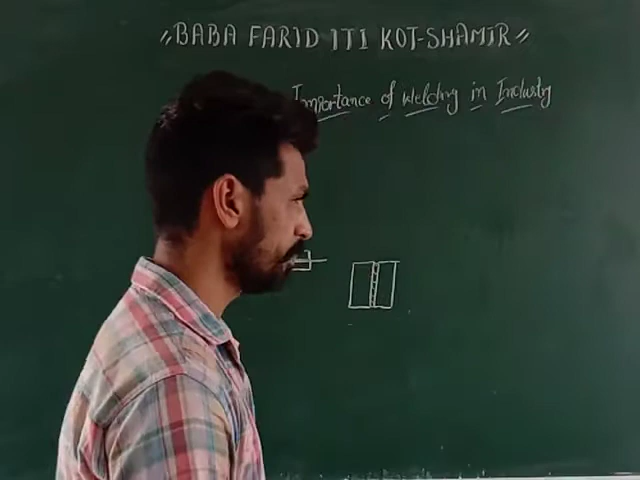 "BABA FARID ITI KOT-SHAMIR"
Importance of Welding in Industry